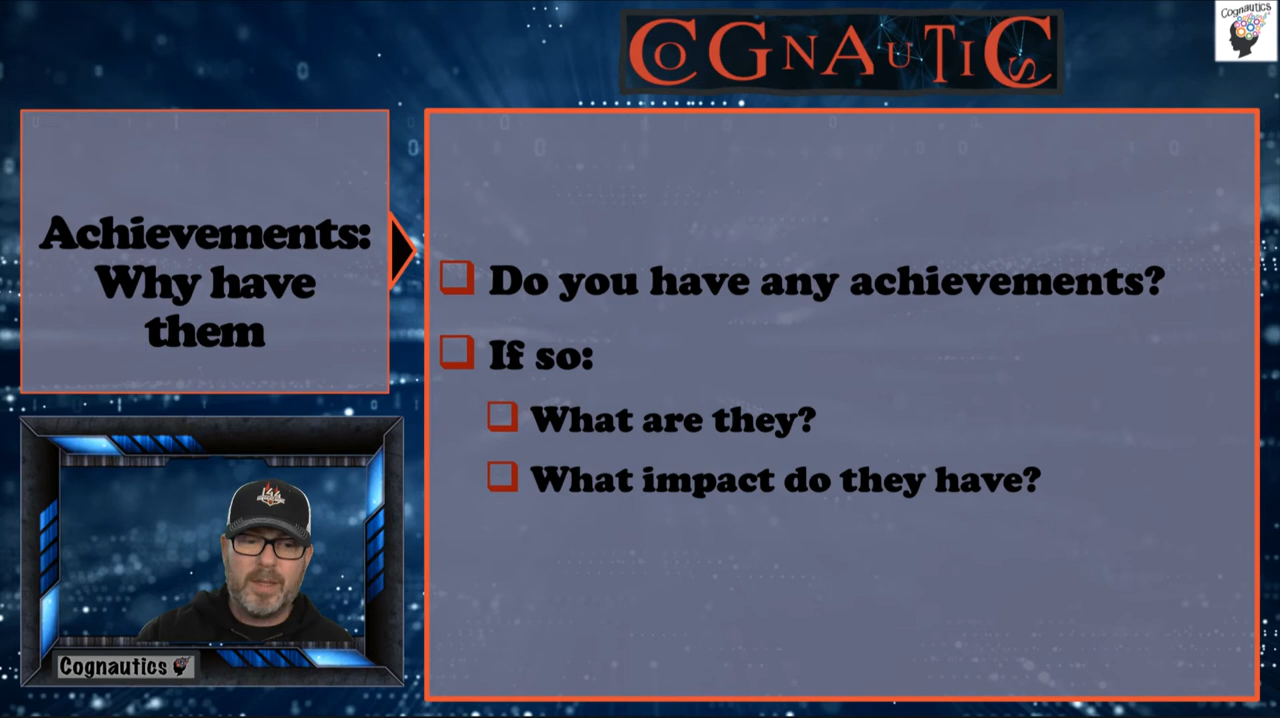 COGNAUTICS
Cognautics
Achievements:
Why have
them
Do you have any achievements?
If so:
What are they?
What impact do they have?
Cognautics